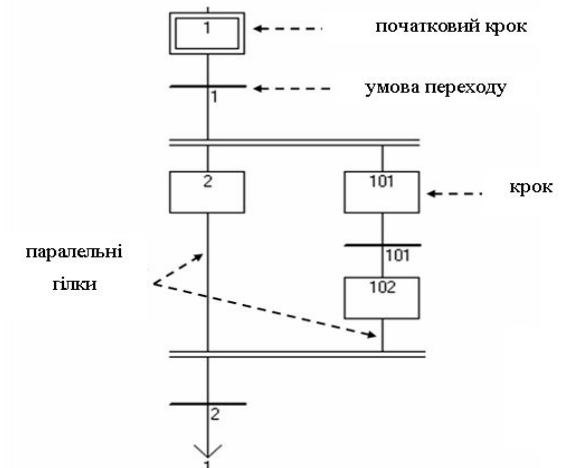 1
початковий крок
умова переходу
1
2
101
крок
101
паралельні
гілки
102
2
1